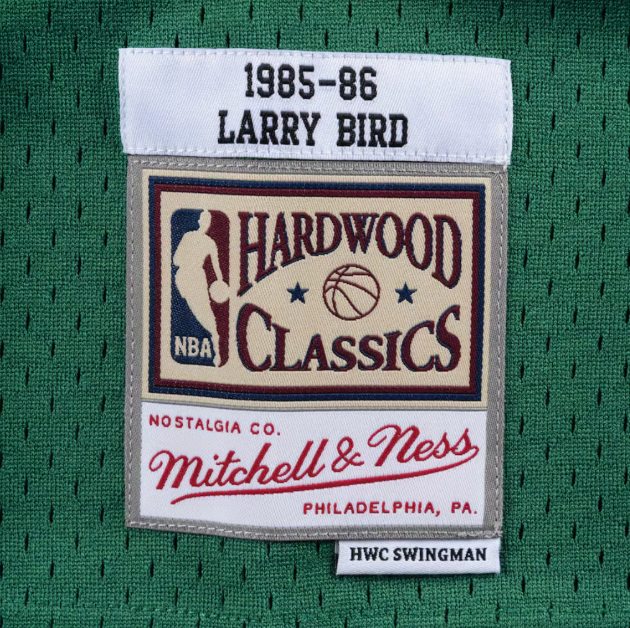 1985-86
LARRY BIRD
HARDWOOD
NBA
CLASSICS
NOSTALGIA CO.
Mitchell & Ness
PHILADELPHIA, PA.
HWC SWINGMAN